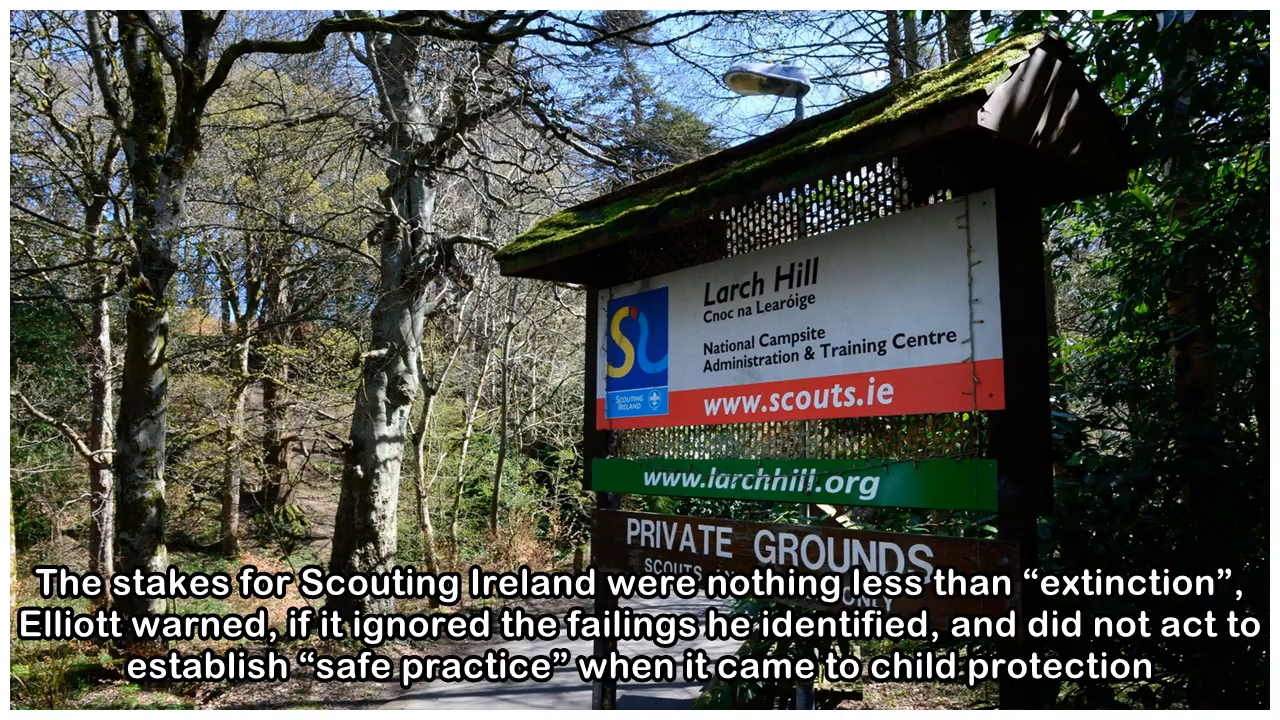 Larch Hill
Cnoc na Learóige
National Campsite
Administration & Training Centre
SCOUTING
IRELAND
www.scouts.ie
www.larchhill.org
PRIVATE GROUNDS
SCOUTS
ONLY
The stakes for Scouting Ireland were nothing less than “extinction”,
Elliott warned, if it ignored the failings he identified, and did not act to
establish “safe practice” when it came to child protection